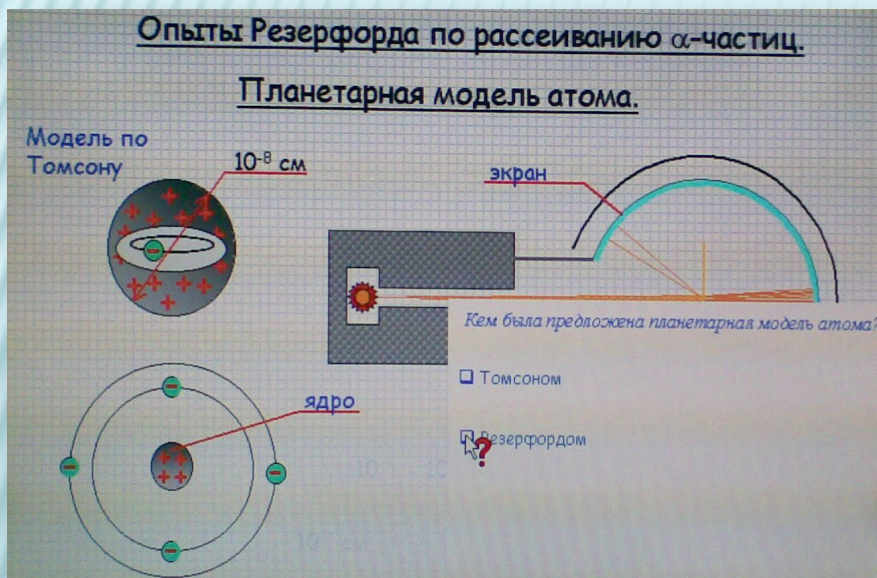 Опыты Резерфорда по рассеиванию α-частиц.
Планетарная модель атома.
Модель по
Томсону
10⁻⁸ см
экран
Кем была предложена планетарная модель атома?
Томсоном
ядро
Резерфордом